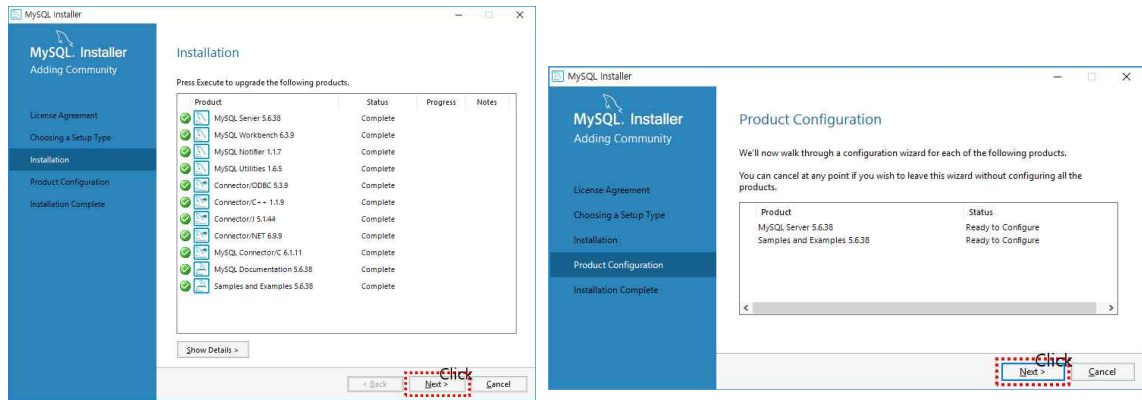 MySQL Installer
MySQL. Installer
Adding Community
License Agreement
Choosing a Setup Type
Installation
Product Configuration
Installation Complete
Installation
Press Execute to upgrade the following products.
Product Status Progress Notes
MySQL Server 5.6.38 Complete
MySQL Workbench 6.3.9 Complete
MySQL Notifier 1.1.7 Complete
MySQL Utilities 1.6.5 Complete
Connector/ODBC 5.3.9 Complete
Connector/C++ 1.1.9 Complete
Connector/J 5.1.44 Complete
Connector/NET 6.9.9 Complete
MySQL Connector/C 6.1.11 Complete
MySQL Documentation 5.6.38 Complete
Samples and Examples 5.6.38 Complete
Show Details >
Click
< Back Next > Cancel
MySQL Installer
MySQL. Installer
Adding Community
License Agreement
Choosing a Setup Type
Installation
Product Configuration
Installation Complete
Product Configuration
We'll now walk through a configuration wizard for each of the following products.
You can cancel at any point if you wish to leave this wizard without configuring all the
products.
Product Status
MySQL Server 5.6.38 Ready to Configure
Samples and Examples 5.6.38 Ready to Configure
Click
Next > Cancel